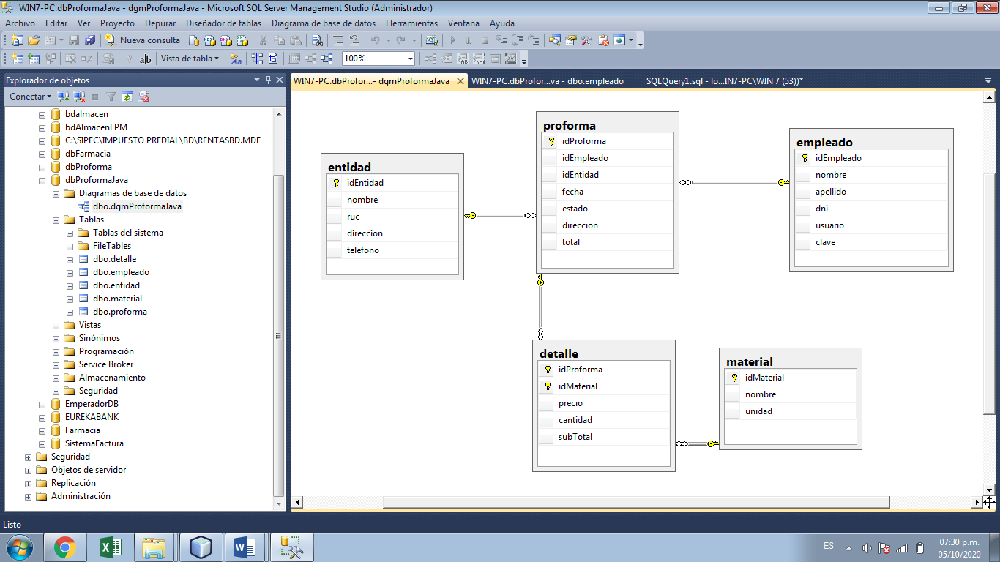 WIN7-PC.dbProformaJava - dgmProformaJava - Microsoft SQL Server Management Studio (Administrador)
Archivo Editar Ver Proyecto Depurar Diseñador de tablas Diagrama de base de datos Herramientas Ventana Ayuda
Nueva consulta
Vista de tabla 100%
Explorador de objetos
Conectar
bdalmacen
bdAlmacenEPM
C:\SIPEC\IMPUESTO PREDIAL\BD\RENTASBD.MDF
dbFarmacia
dbProforma
dbProformaJava
Diagramas de base de datos
dbo.dgmProformaJava
Tablas
Tablas del sistema
FileTables
dbo.detalle
dbo.empleado
dbo.entidad
dbo.material
dbo.proforma
Vistas
Sinónimos
Programación
Service Broker
Almacenamiento
Seguridad
EmperadorDB
EUREKABANK
Farmacia
SistemaFactura
Seguridad
Objetos de servidor
Replicación
Administración
WIN7-PC.dbProfor...- dgmProformaJava WIN7-PC.dbProfor...va - dbo.empleado SQLQuery1.sql - lo...IN7-PC\WIN 7 (53))*
entidad
idEntidad
nombre
ruc
direccion
telefono
proforma
idProforma
idEmpleado
idEntidad
fecha
estado
direccion
total
empleado
idEmpleado
nombre
apellido
dni
usuario
clave
detalle
idProforma
idMaterial
precio
cantidad
subTotal
material
idMaterial
nombre
unidad
Listo
ES
07:30 p.m.
05/10/2020